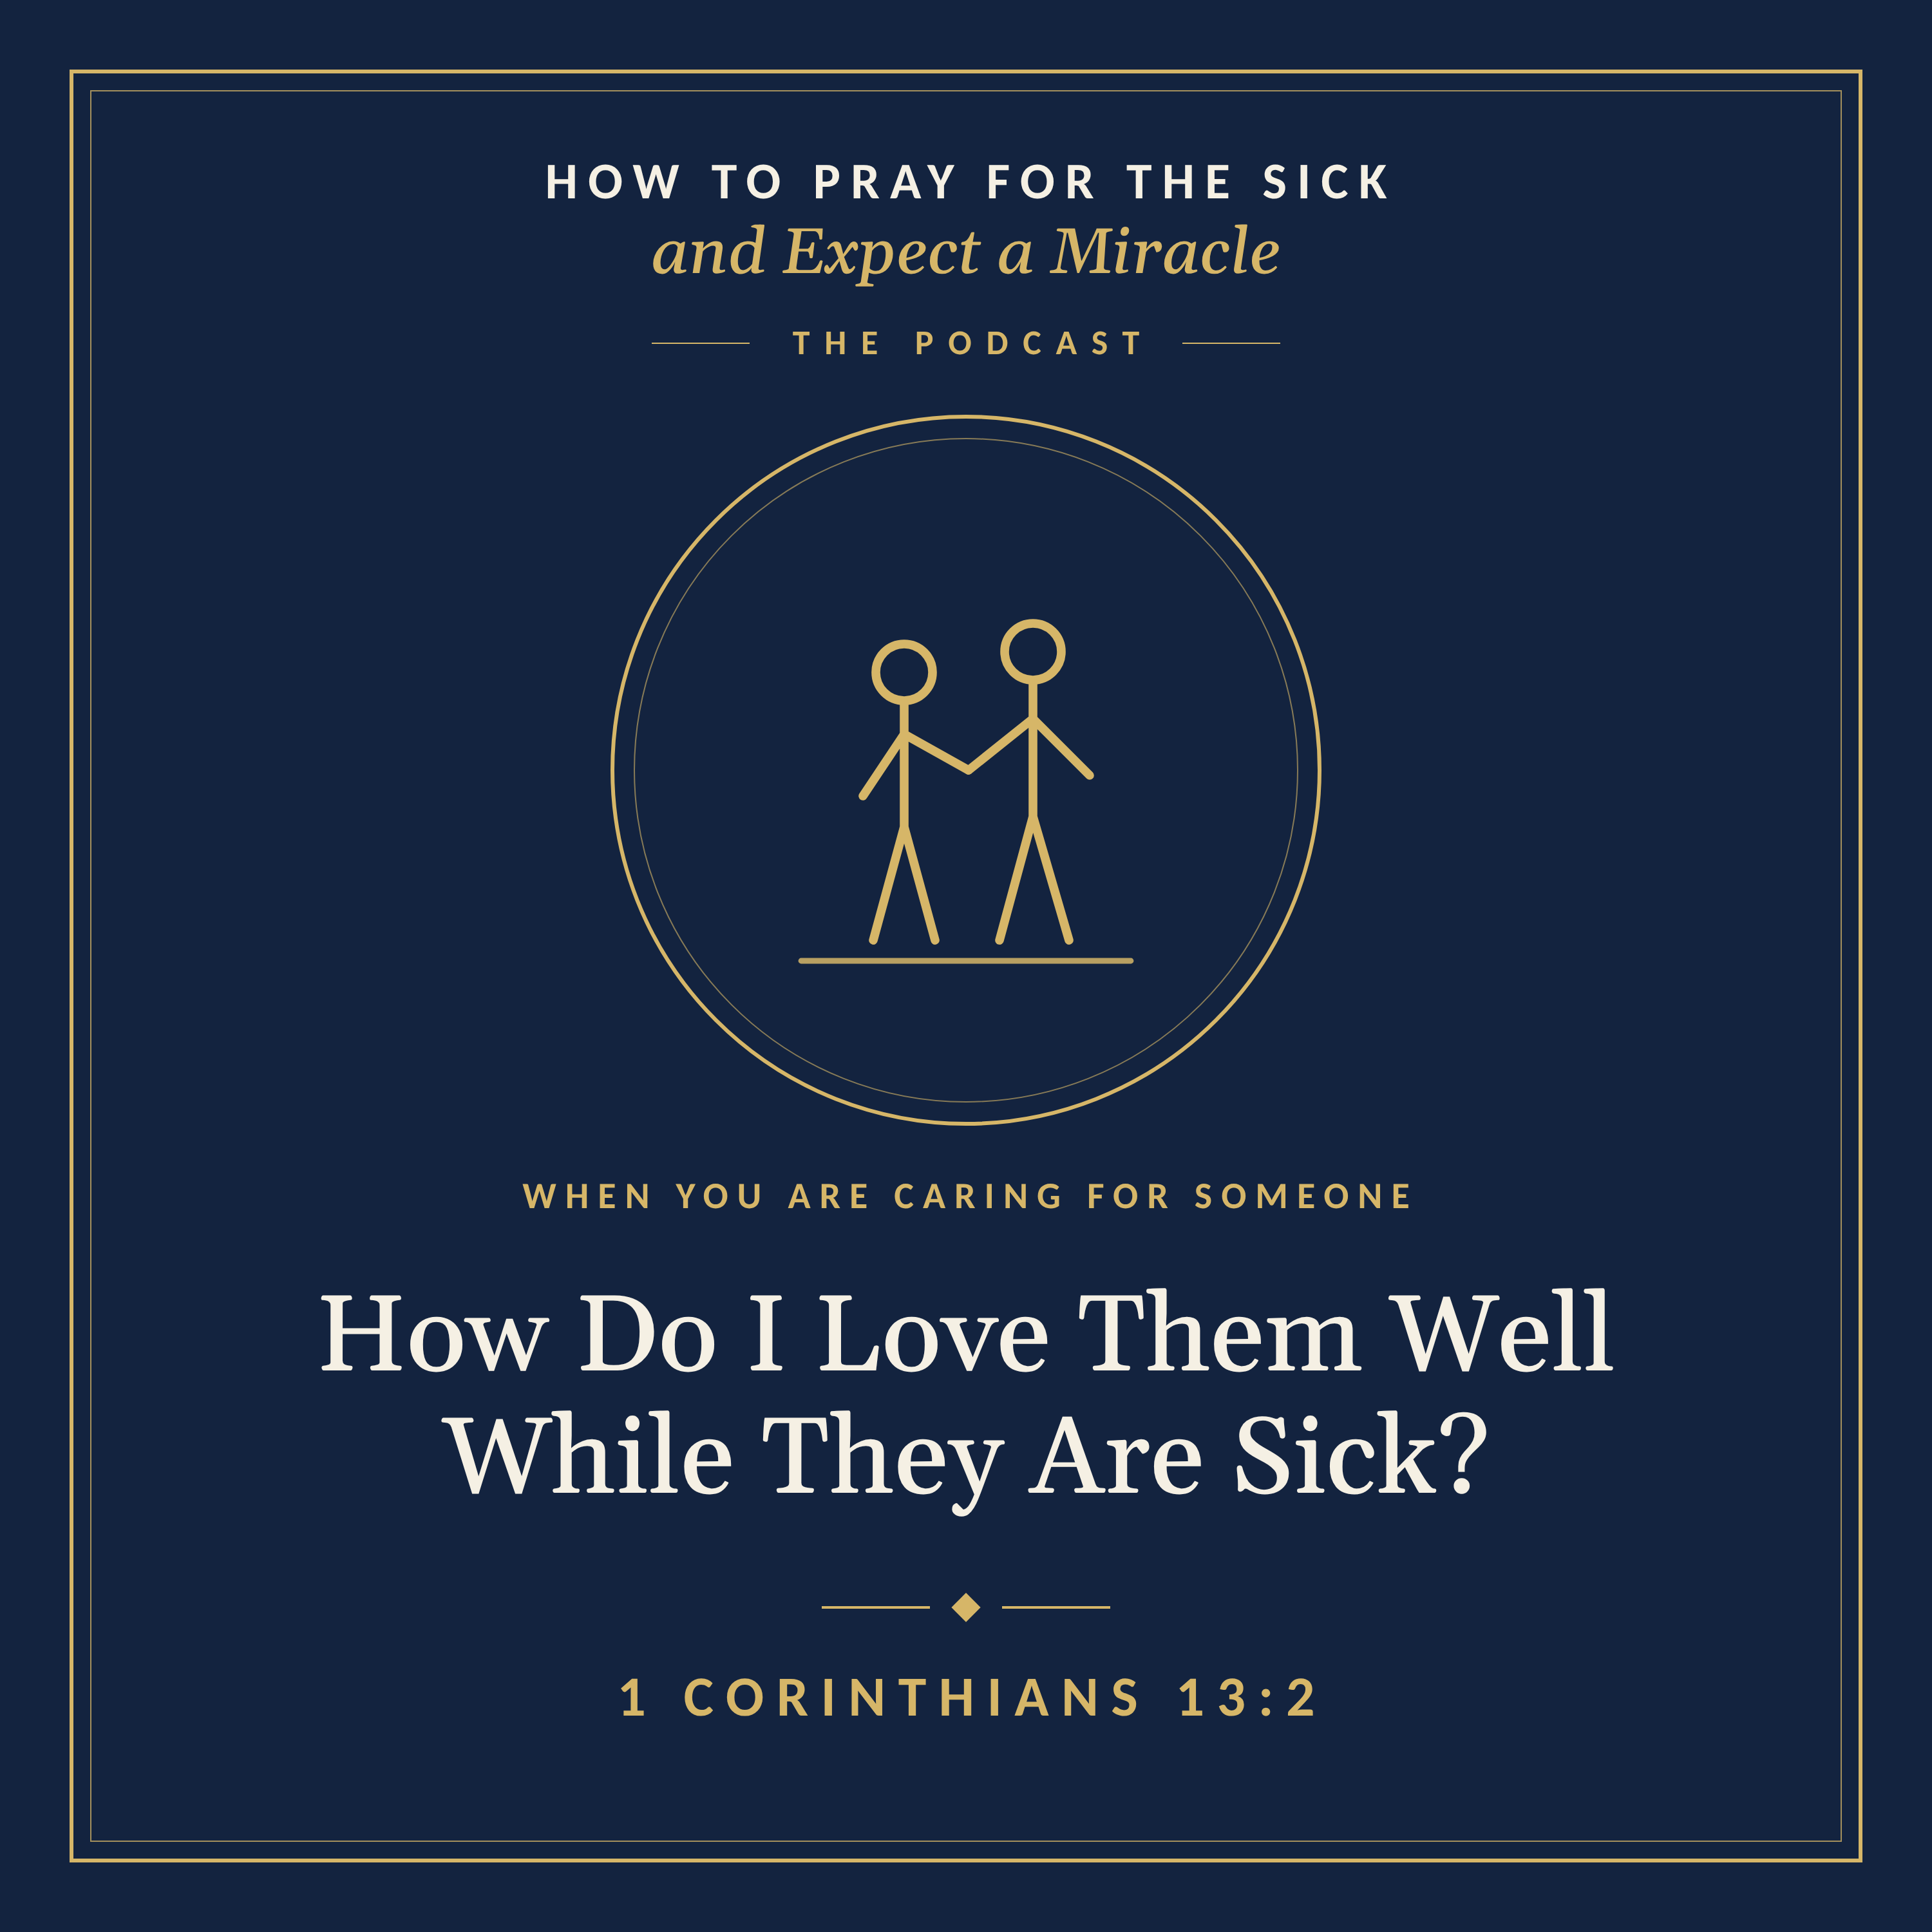 HOW TO PRAY FOR THE SICK
and Expect a Miracle
THE PODCAST
WHEN YOU ARE CARING FOR SOMEONE
How Do I Love Them Well
While They Are Sick?
1 CORINTHIANS 13:2